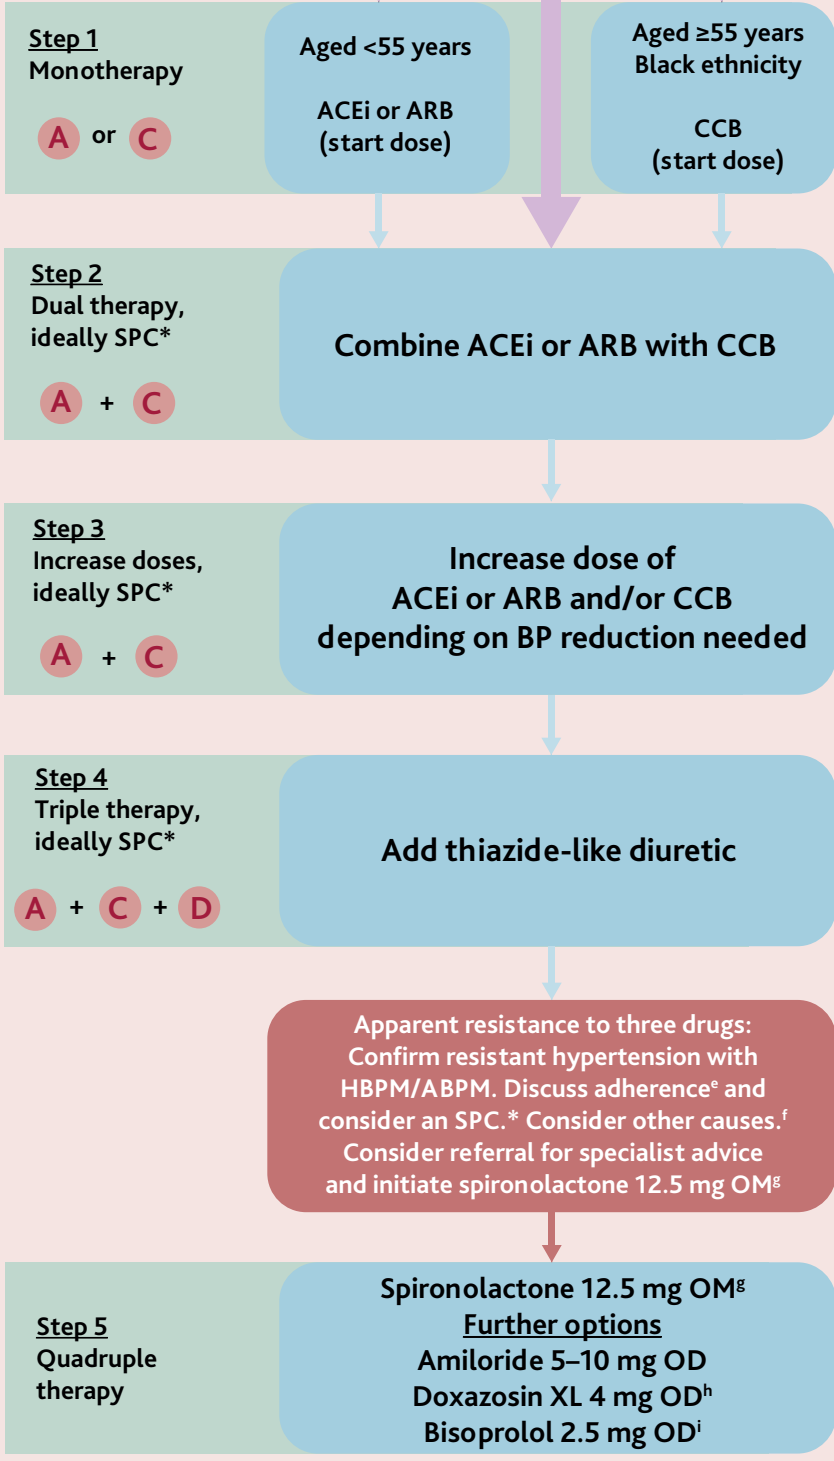 Step 1
Monotherapy
A or C
Aged <55 years
ACEi or ARB
(start dose)
Aged ≥55 years
Black ethnicity
CCB
(start dose)
Step 2
Dual therapy,
ideally SPC*
A + C
Combine ACEi or ARB with CCB
Step 3
Increase doses,
ideally SPC*
A + C
Increase dose of
ACEi or ARB and/or CCB
depending on BP reduction needed
Step 4
Triple therapy,
ideally SPC*
A + C + D
Add thiazide-like diuretic
Apparent resistance to three drugs:
Confirm resistant hypertension with
HBPM/ABPM. Discuss adherenceᵉ and
consider an SPC.* Consider other causes.ᶠ
Consider referral for specialist advice
and initiate spironolactone 12.5 mg OMᵍ
Step 5
Quadruple
therapy
Spironolactone 12.5 mg OMᵍ
Further options
Amiloride 5–10 mg OD
Doxazosin XL 4 mg ODʰ
Bisoprolol 2.5 mg ODⁱ